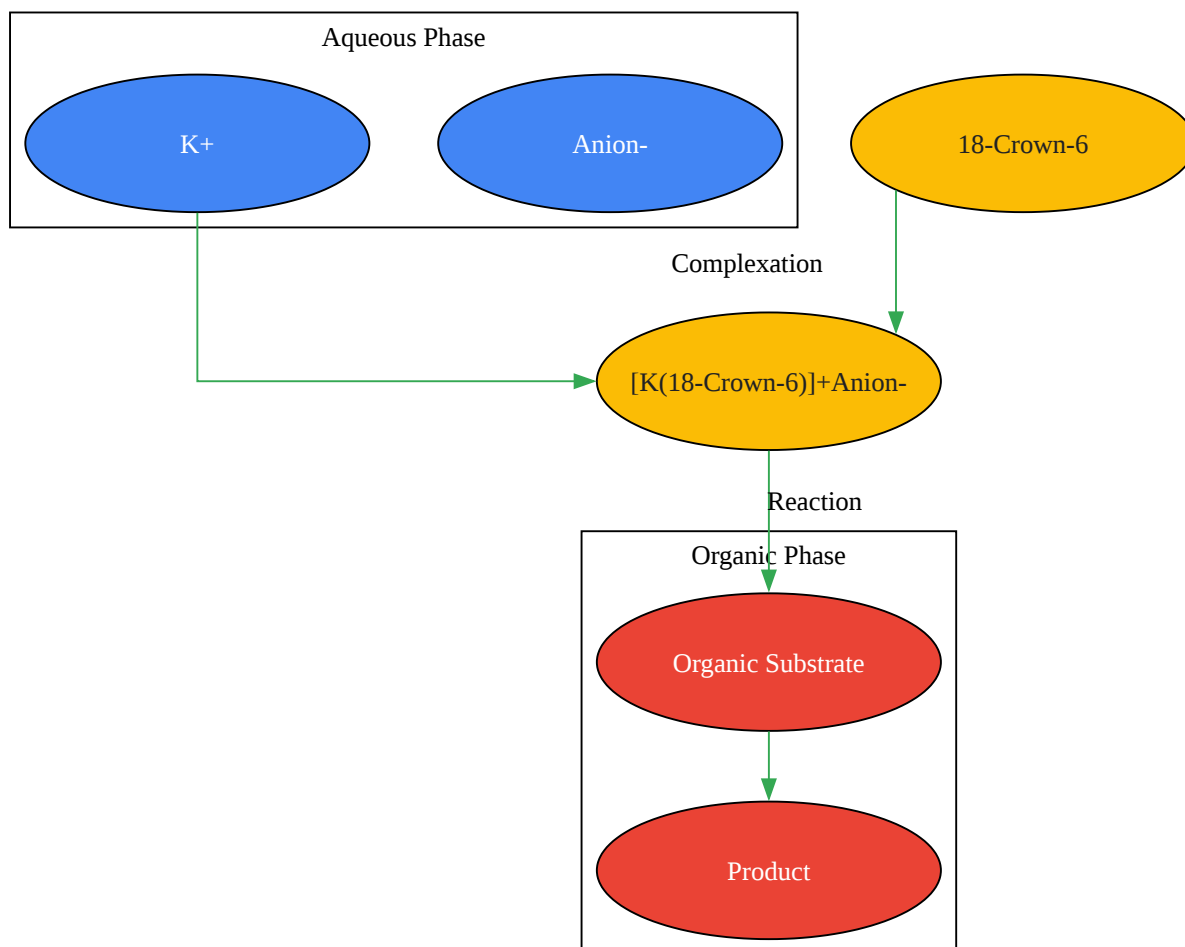 Aqueous Phase
K+
Anion-
18-Crown-6
Complexation
[K(18-Crown-6)]+Anion-
Reaction
Organic Phase
Organic Substrate
Product